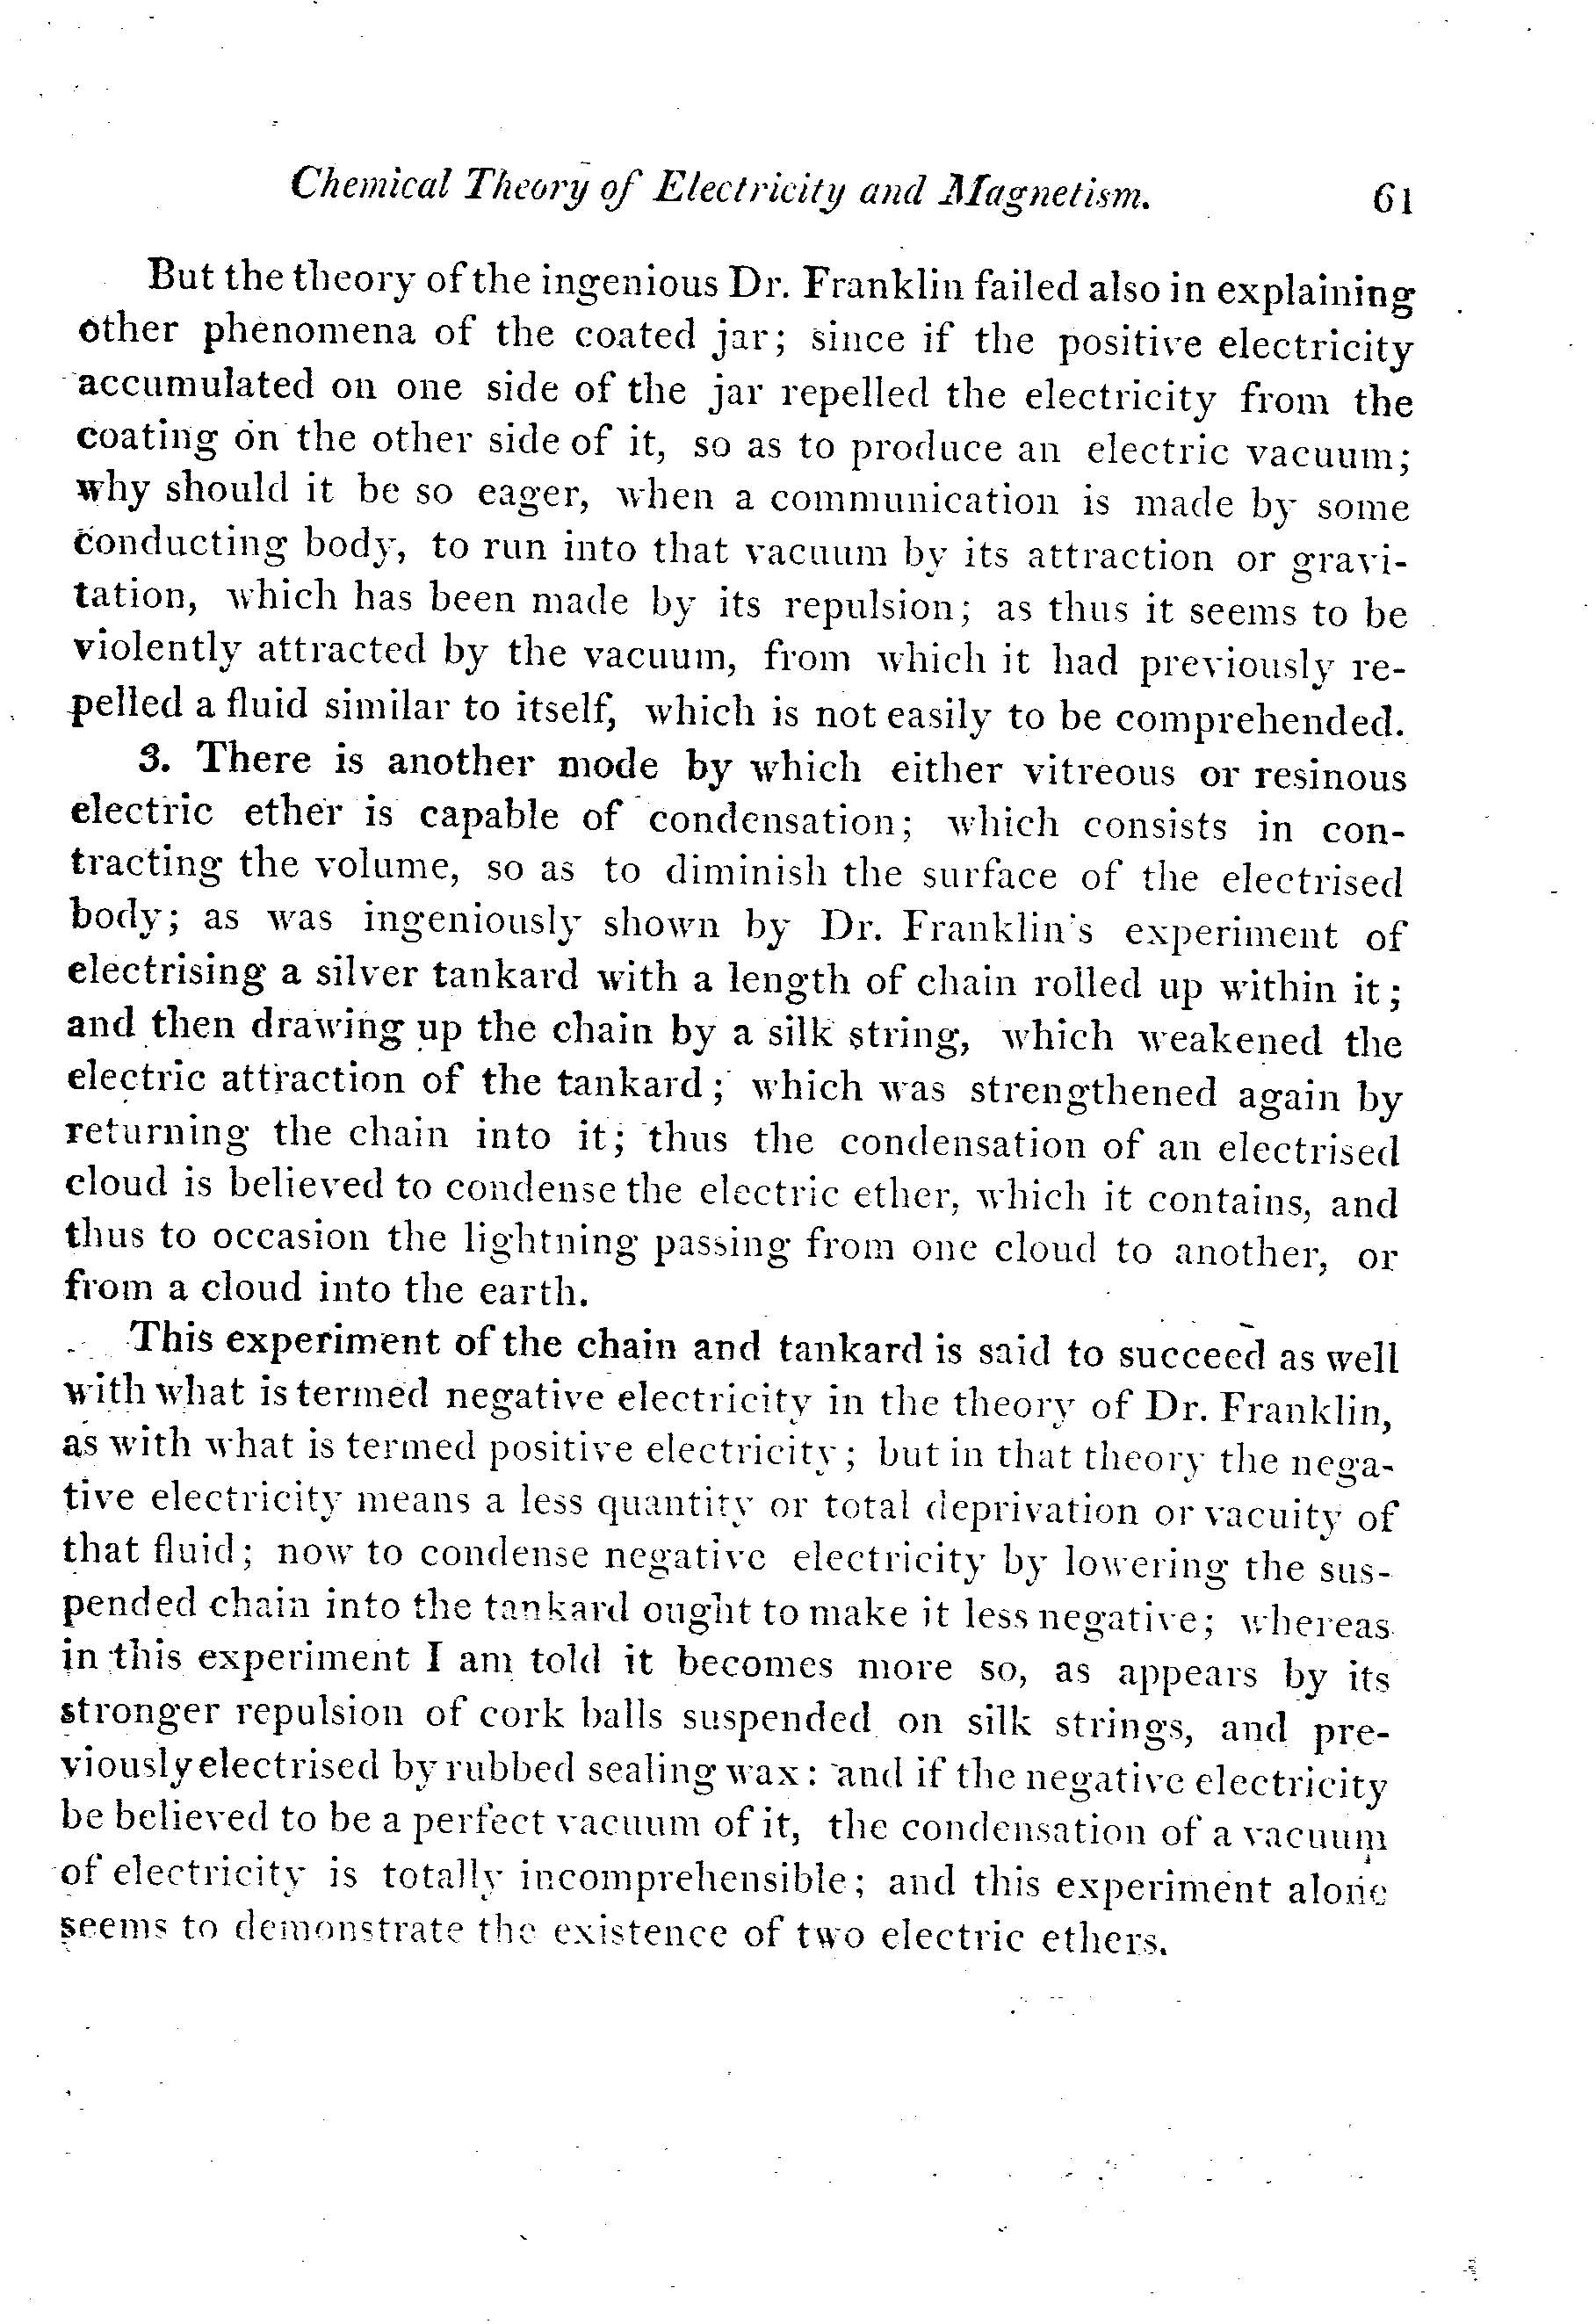 Chemical Theory of Electricity and Magnetism. 61
But the theory of the ingenious Dr. Franklin failed also in explaining
other phenomena of the coated jar; since if the positive electricity
accumulated on one side of the jar repelled the electricity from the
coating on the other side of it, so as to produce an electric vacuum;
why should it be so eager, when a communication is made by some
conducting body, to run into that vacuum by its attraction or gravi-
tation, which has been made by its repulsion; as thus it seems to be
violently attracted by the vacuum, from which it had previously re-
pelled a fluid similar to itself, which is not easily to be comprehended.
3. There is another mode by which either vitreous or resinous
electric ether is capable of condensation; which consists in con-
tracting the volume, so as to diminish the surface of the electrised
body; as was ingeniously shown by Dr. Franklin's experiment of
electrising a silver tankard with a length of chain rolled up within it;
and then drawing up the chain by a silk string, which weakened the
electric attraction of the tankard; which was strengthened again by
returning the chain into it; thus the condensation of an electrised
cloud is believed to condense the electric ether, which it contains, and
thus to occasion the lightning passing from one cloud to another, or
from a cloud into the earth.
This experiment of the chain and tankard is said to succeed as well
with what is termed negative electricity in the theory of Dr. Franklin,
as with what is termed positive electricity; but in that theory the nega-
tive electricity means a less quantity or total deprivation or vacuity of
that fluid; now to condense negative electricity by lowering the sus-
pended chain into the tankard ought to make it less negative; whereas
in this experiment I am told it becomes more so, as appears by its
stronger repulsion of cork balls suspended on silk strings, and pre-
viously electrised by rubbed sealing wax: and if the negative electricity
be believed to be a perfect vacuum of it, the condensation of a vacuum
of electricity is totally incomprehensible; and this experiment alone
seems to demonstrate the existence of two electric ethers.